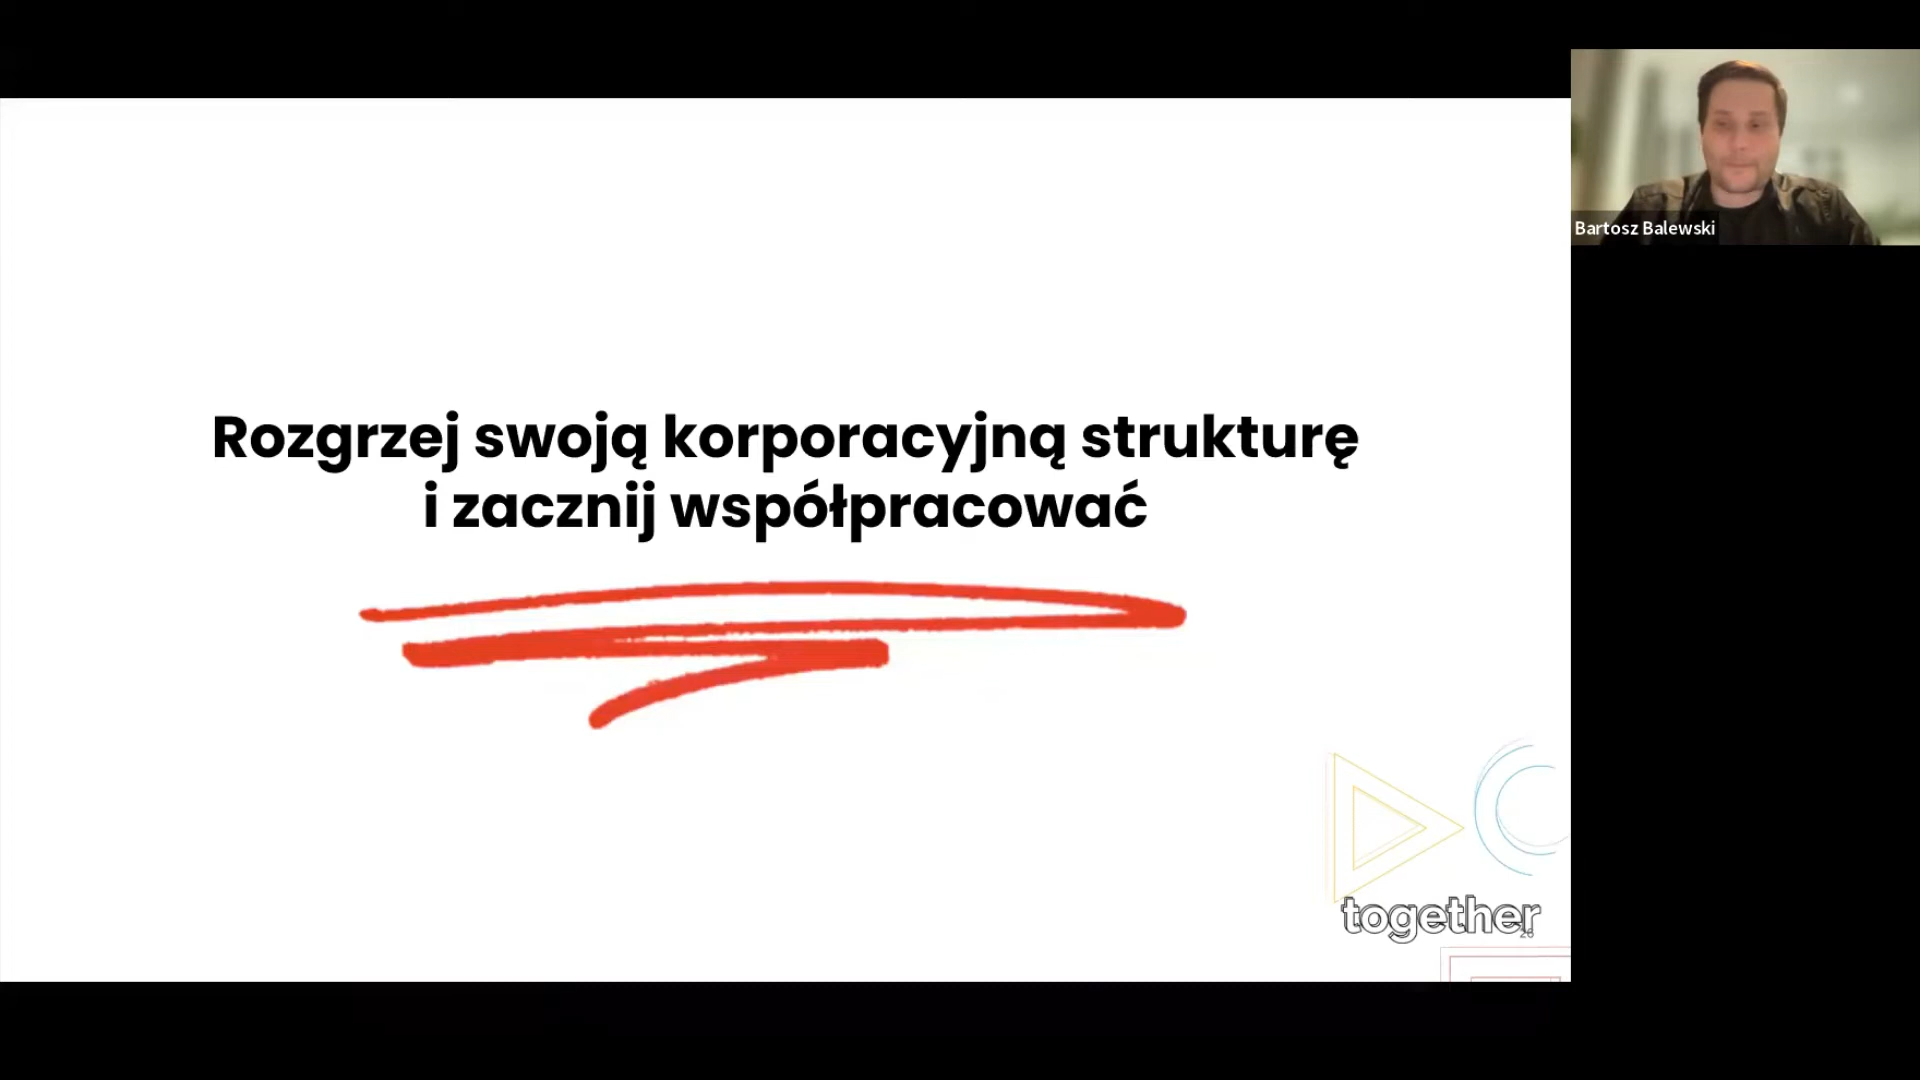 Rozgrzej swoją korporacyjną strukturę
i zacznij współpracować
Bartosz Balewski
together